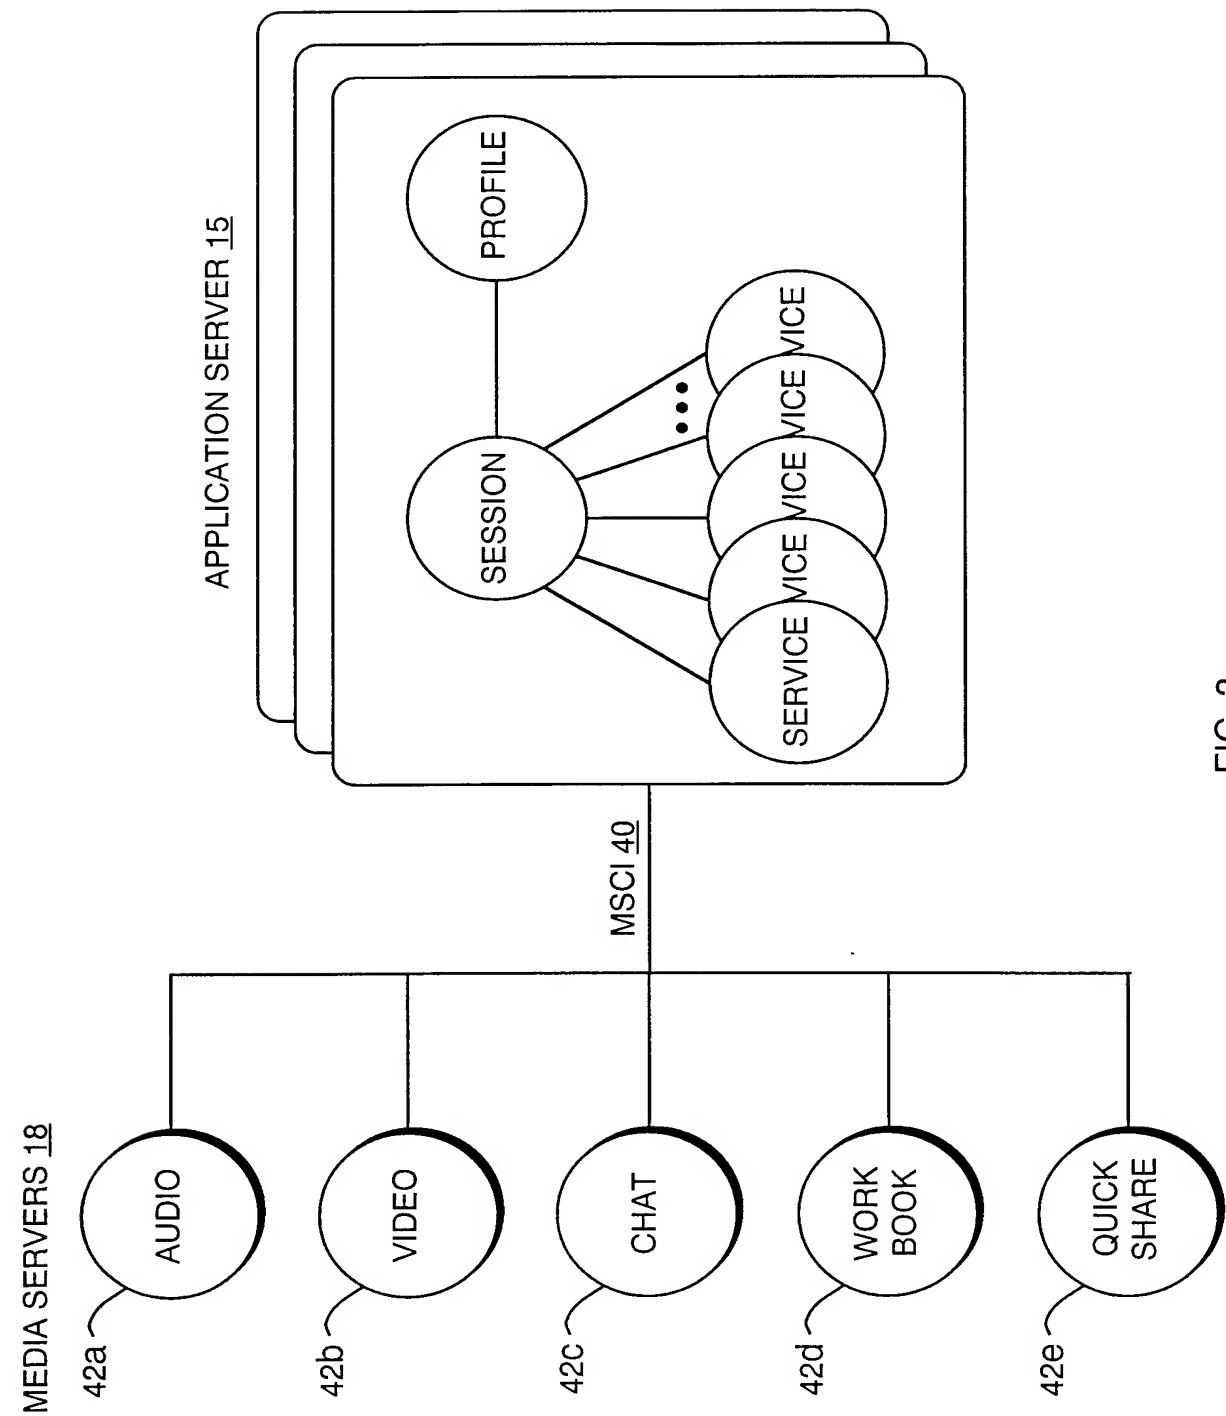 MEDIA SERVERS 18
42a
AUDIO
42b
VIDEO
42c
CHAT
42d
WORK
BOOK
42e
QUICK
SHARE
MSCI 40
APPLICATION SERVER 15
SESSION
PROFILE
SERVICE
VICE
VICE
VICE
VICE
FIG.